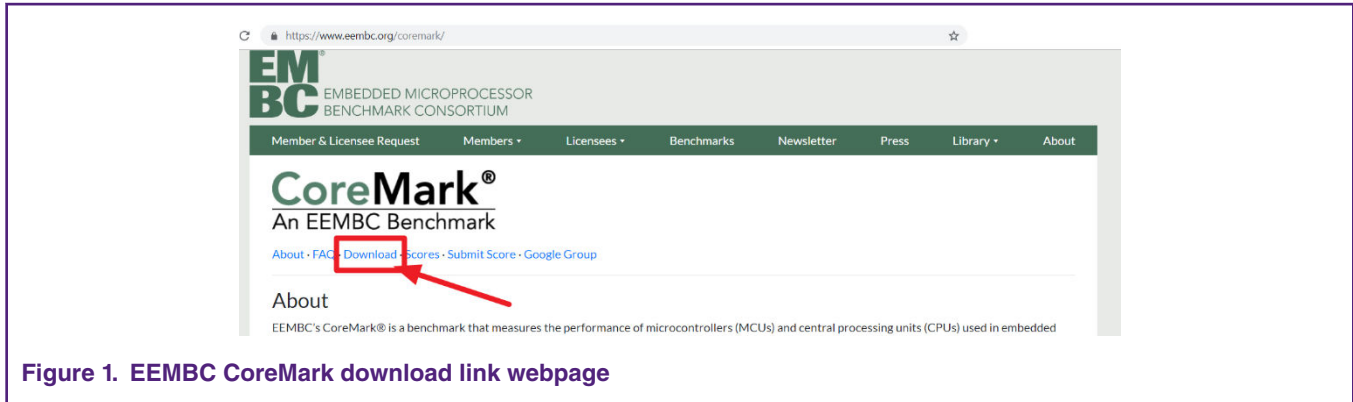 https://www.eembc.org/coremark/
EM®
BC
EMBEDDED MICROPROCESSOR
BENCHMARK CONSORTIUM
Member & Licensee Request Members Licensees Benchmarks Newsletter Press Library About
CoreMark®
An EEMBC Benchmark
About · FAQ · Download · Scores · Submit Score · Google Group
About
EEMBC's CoreMark® is a benchmark that measures the performance of microcontrollers (MCUs) and central processing units (CPUs) used in embedded
Figure 1. EEMBC CoreMark download link webpage